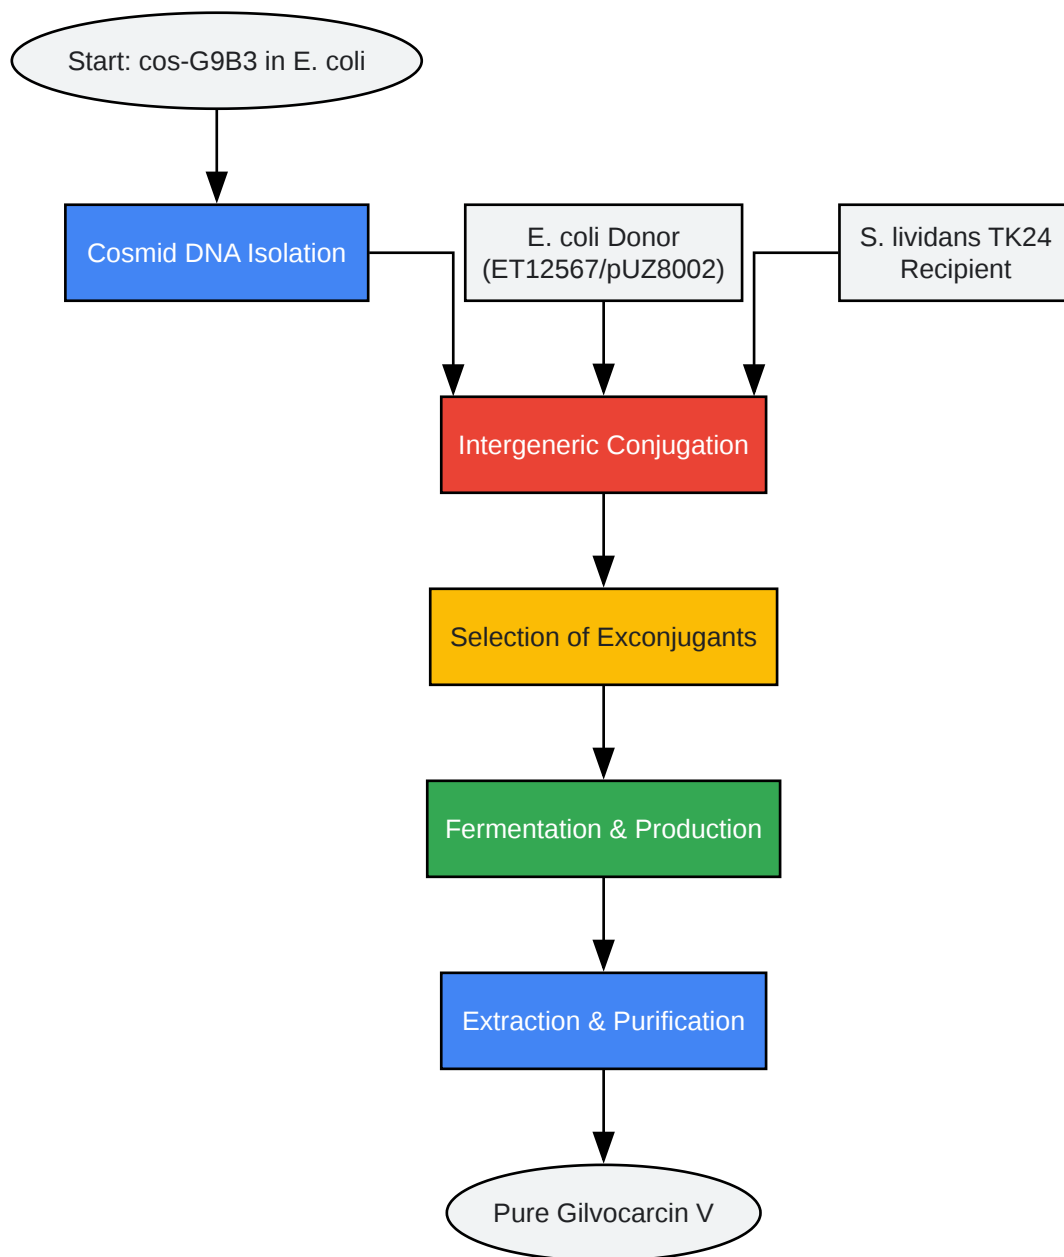 Start: cos-G9B3 in E. coli
Cosmid DNA Isolation
E. coli Donor
(ET12567/pUZ8002)
S. lividans TK24
Recipient
Intergeneric Conjugation
Selection of Exconjugants
Fermentation & Production
Extraction & Purification
Pure Gilvocarcin V